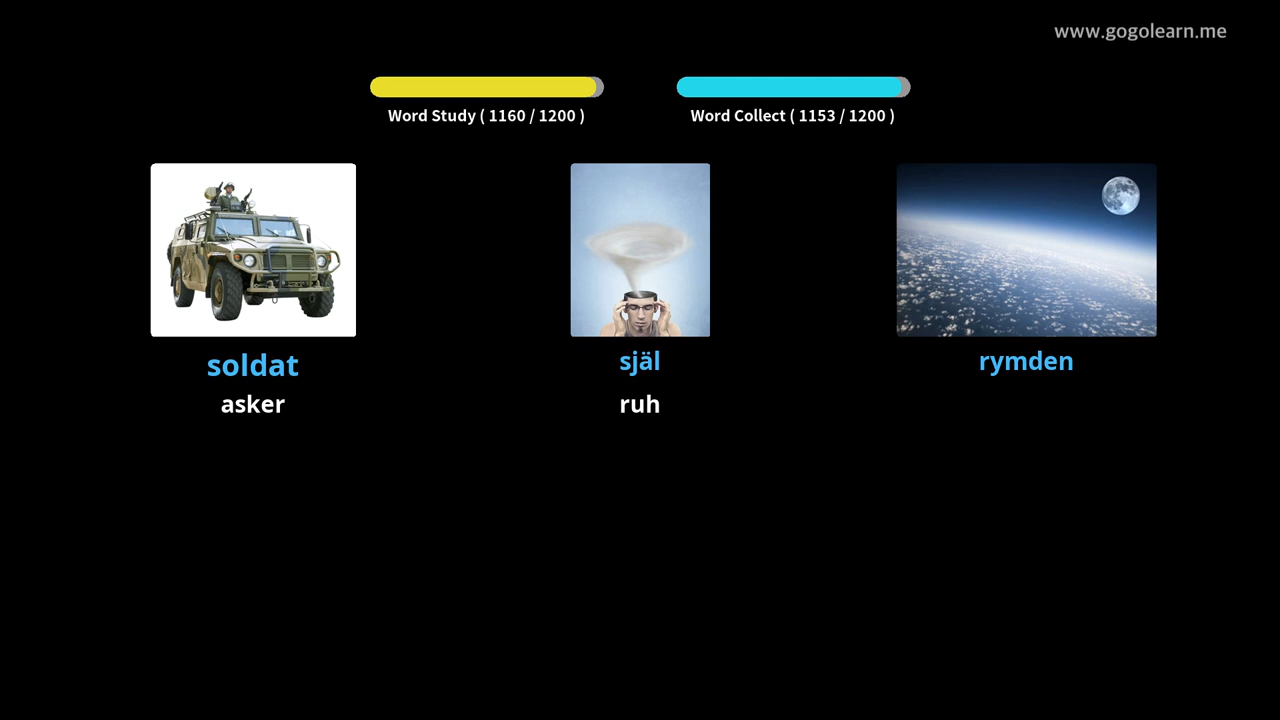 www.gogolearn.me
Word Study ( 1160 / 1200 )
Word Collect ( 1153 / 1200 )
soldat
själ
rymden
asker
ruh